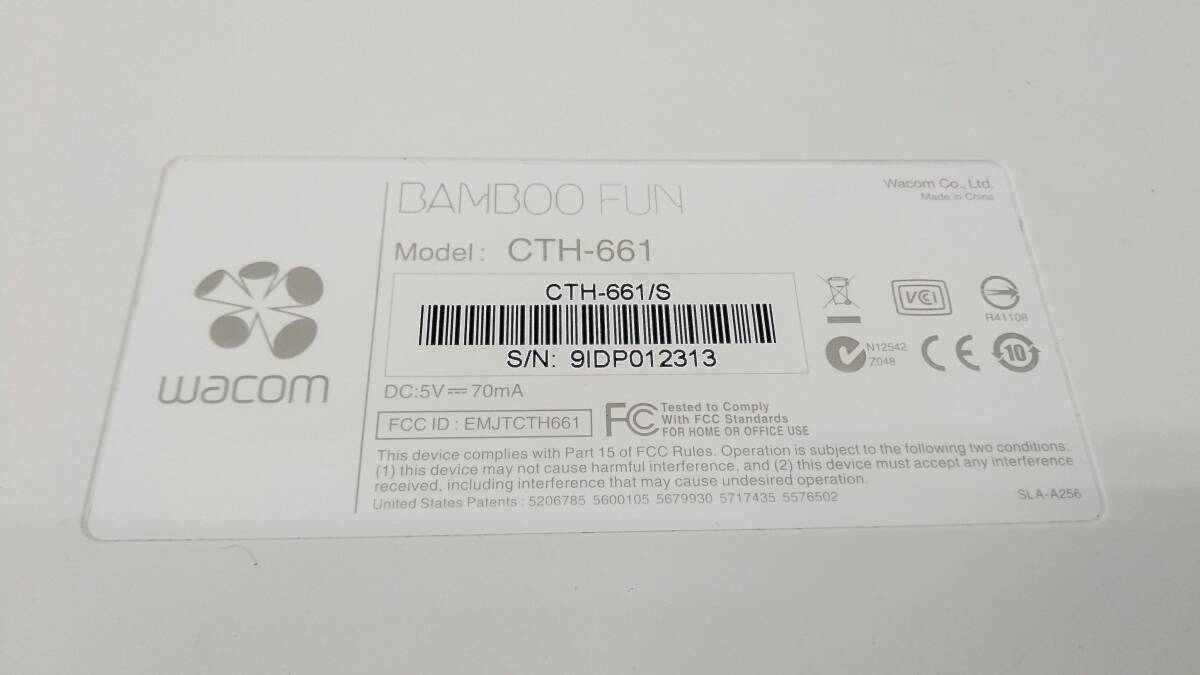 BAMBOO FUN
Wacom Co., Ltd.
Made in China
Model: CTH-661
CTH-661/S
S/N: 9IDP012313
VCCI
R41108
N12542
Z048
CE
10
wacom
DC:5V 70mA
FCC ID : EMJTCTH661
FC Tested to Comply
With FCC Standards
FOR HOME OR OFFICE USE
This device complies with Part 15 of FCC Rules. Operation is subject to the following two conditions:
(1) this device may not cause harmful interference, and (2) this device must accept any interference
received, including interference that may cause undesired operation.
United States Patents : 5206785 5600105 5679930 5717435 5576502
SLA-A256